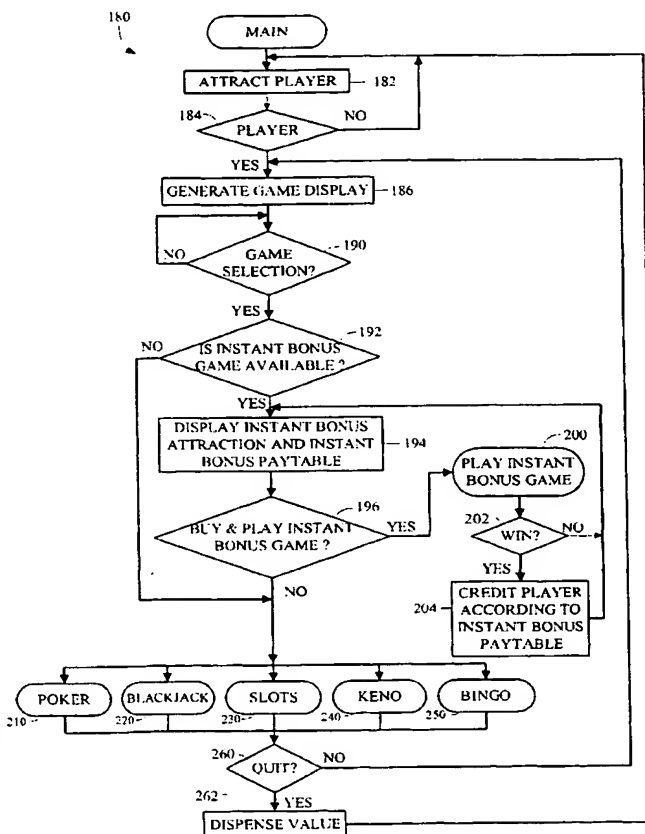 180
MAIN
ATTRACT PLAYER
182
184
PLAYER
NO
YES
GENERATE GAME DISPLAY
186
NO
190
GAME
SELECTION?
YES
192
NO
IS INSTANT BONUS
GAME AVAILABLE ?
YES
DISPLAY INSTANT BONUS
ATTRACTION AND INSTANT
BONUS PAYTABLE
194
200
PLAY INSTANT
BONUS GAME
196
BUY & PLAY INSTANT
BONUS GAME ?
YES
202
WIN?
NO
YES
NO
204
CREDIT PLAYER
ACCORDING TO
INSTANT BONUS
PAYTABLE
POKER
BLACKJACK
SLOTS
KENO
BINGO
210
220
230
240
250
260
QUIT?
NO
262
YES
DISPENSE VALUE